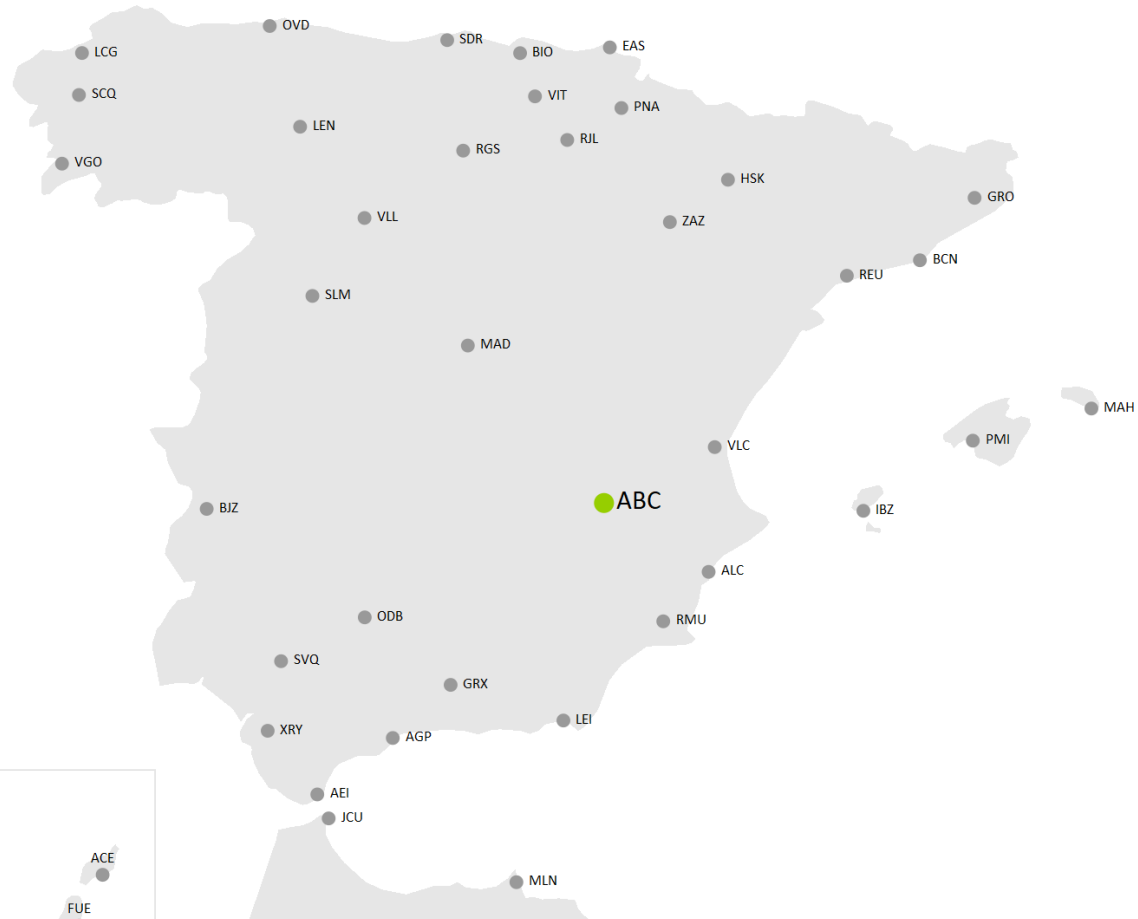 OVD
SDR
EAS
LCG
BIO
SCQ
VIT
PNA
LEN
RJL
RGS
VGO
HSK
GRO
VLL
ZAZ
BCN
REU
SLM
MAD
MAH
PMI
VLC
ABC
BJZ
IBZ
ALC
ODB
RMU
SVQ
GRX
LEI
XRY
AGP
AEI
JCU
ACE
MLN
FUE